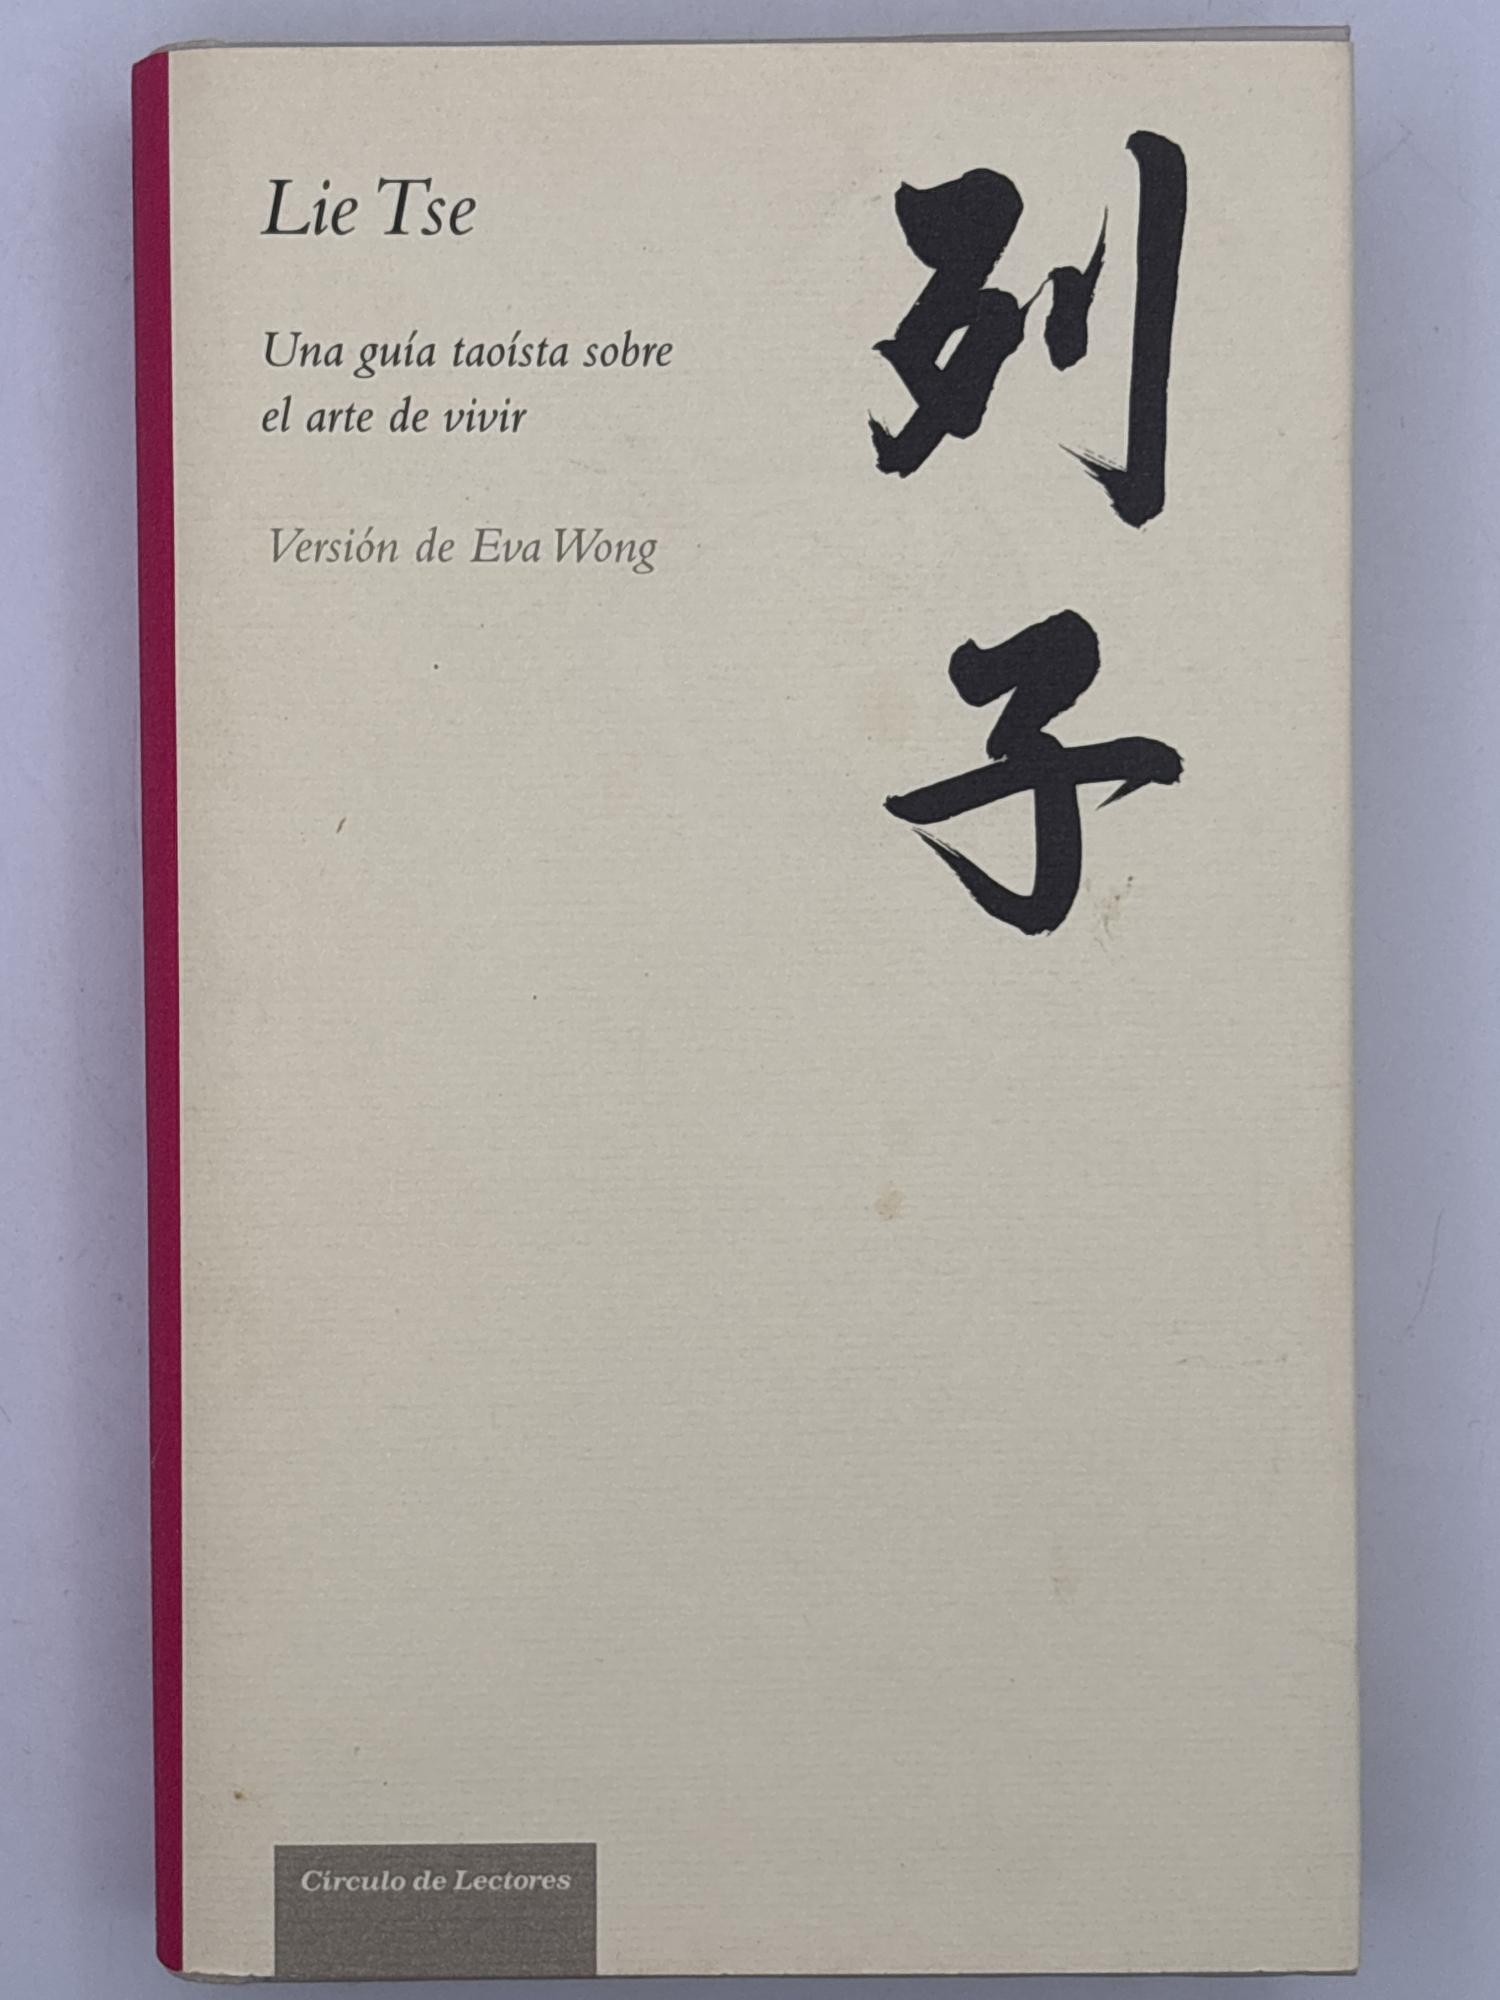 Lie Tse
Una guía taoísta sobre
el arte de vivir
Versión de Eva Wong
列
子
Círculo de Lectores